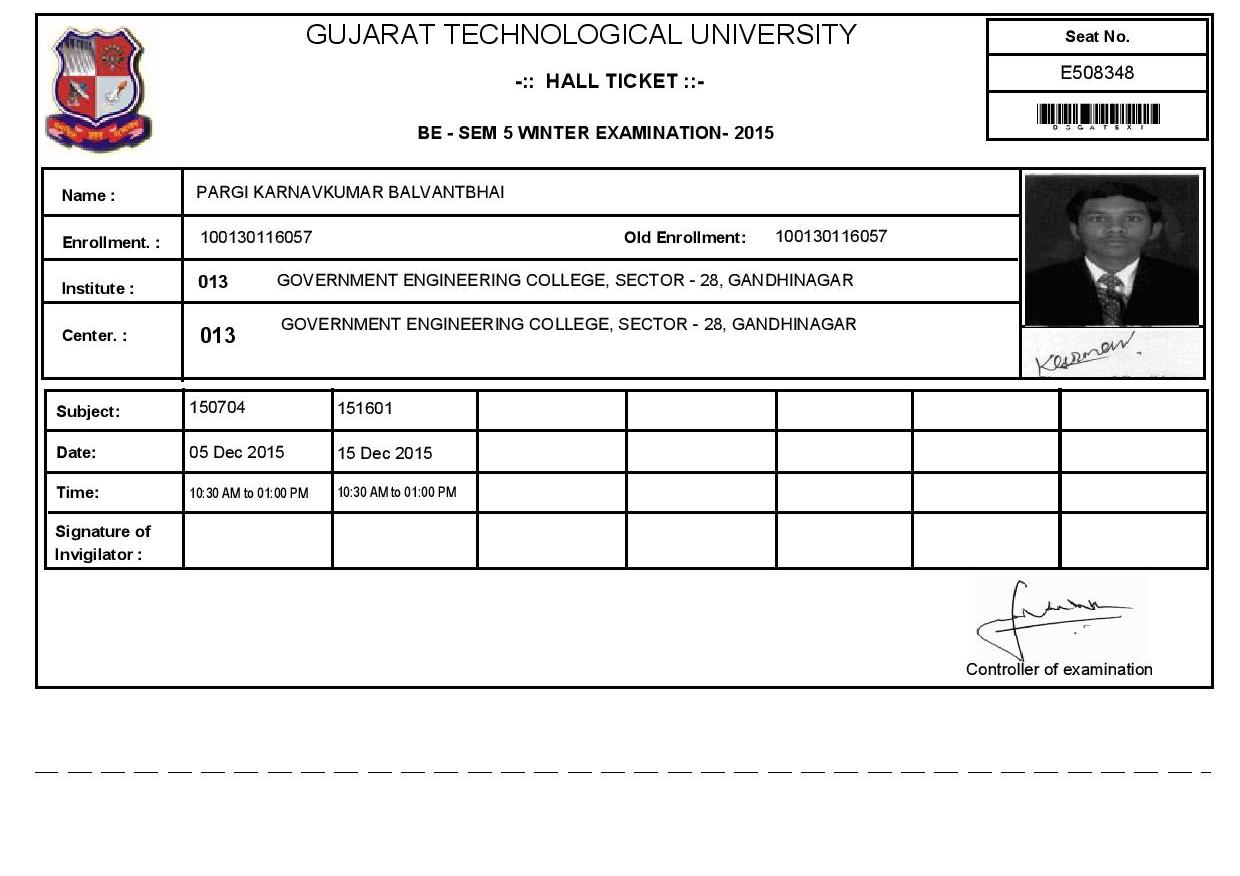 GUJARAT TECHNOLOGICAL UNIVERSITY
-:: HALL TICKET ::-
BE - SEM 5 WINTER EXAMINATION- 2015
Seat No.
E508348
Name : PARGI KARNAVKUMAR BALVANTBHAI
Enrollment. : 100130116057 Old Enrollment: 100130116057
Institute : 013 GOVERNMENT ENGINEERING COLLEGE, SECTOR - 28, GANDHINAGAR
Center. : 013 GOVERNMENT ENGINEERING COLLEGE, SECTOR - 28, GANDHINAGAR
Subject: 150704 151601
Date: 05 Dec 2015 15 Dec 2015
Time: 10:30 AM to 01:00 PM 10:30 AM to 01:00 PM
Signature of
Invigilator :
Controller of examination